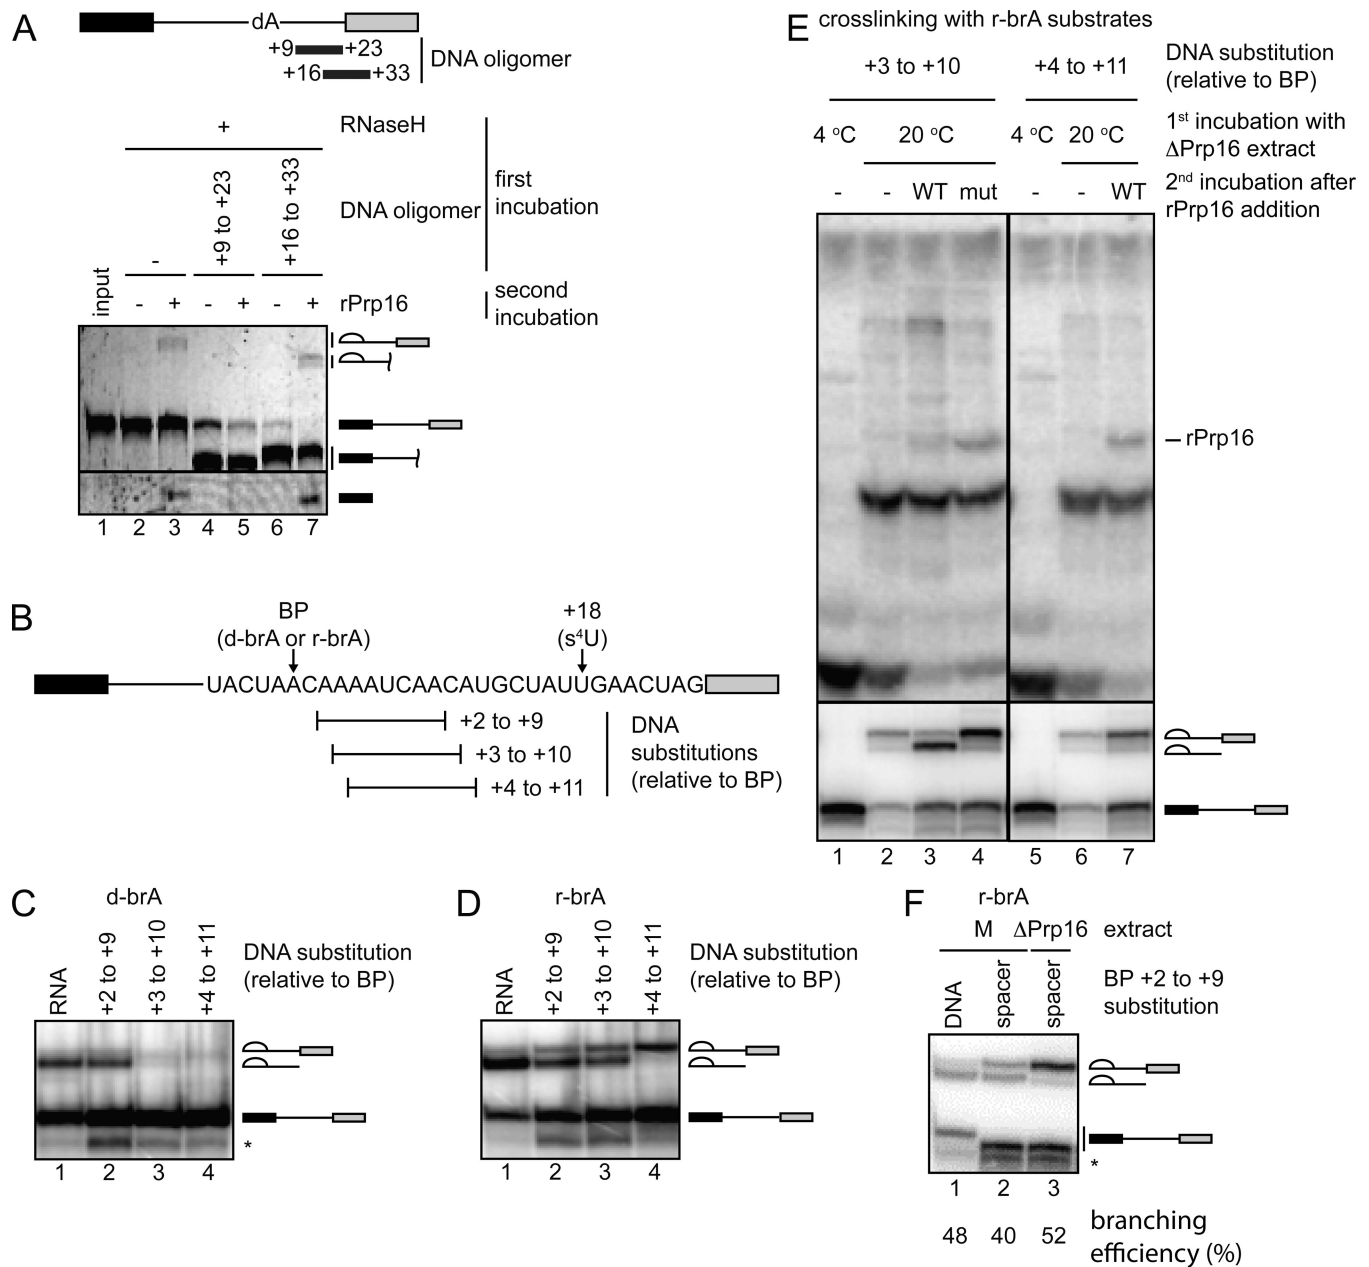 A
dA
+9 +23
+16 +33
DNA oligomer
+
RNaseH
+9 to +23
+16 to +33
DNA oligomer
first
incubation
-
input
- + - + - +
rPrp16
second
incubation
1 2 3 4 5 6 7
B
BP
(d-brA or r-brA)
+18
(s⁴U)
UACUAACAAAAUCAACAUGCUAUUGAACUAG
+2 to +9
+3 to +10
+4 to +11
DNA
substitutions
(relative to BP)
C
d-brA
RNA
+2 to +9
+3 to +10
+4 to +11
DNA substitution
(relative to BP)
*
1 2 3 4
D
r-brA
RNA
+2 to +9
+3 to +10
+4 to +11
DNA substitution
(relative to BP)
1 2 3 4
E
crosslinking with r-brA substrates
+3 to +10
+4 to +11
DNA substitution
(relative to BP)
4 °C 20 °C 4 °C 20 °C
1st incubation with
ΔPrp16 extract
- - WT mut - - WT
2nd incubation after
rPrp16 addition
rPrp16
1 2 3 4 5 6 7
F
r-brA
M ΔPrp16 extract
DNA
spacer
spacer
BP +2 to +9
substitution
*
1 2 3
48 40 52
branching
efficiency (%)